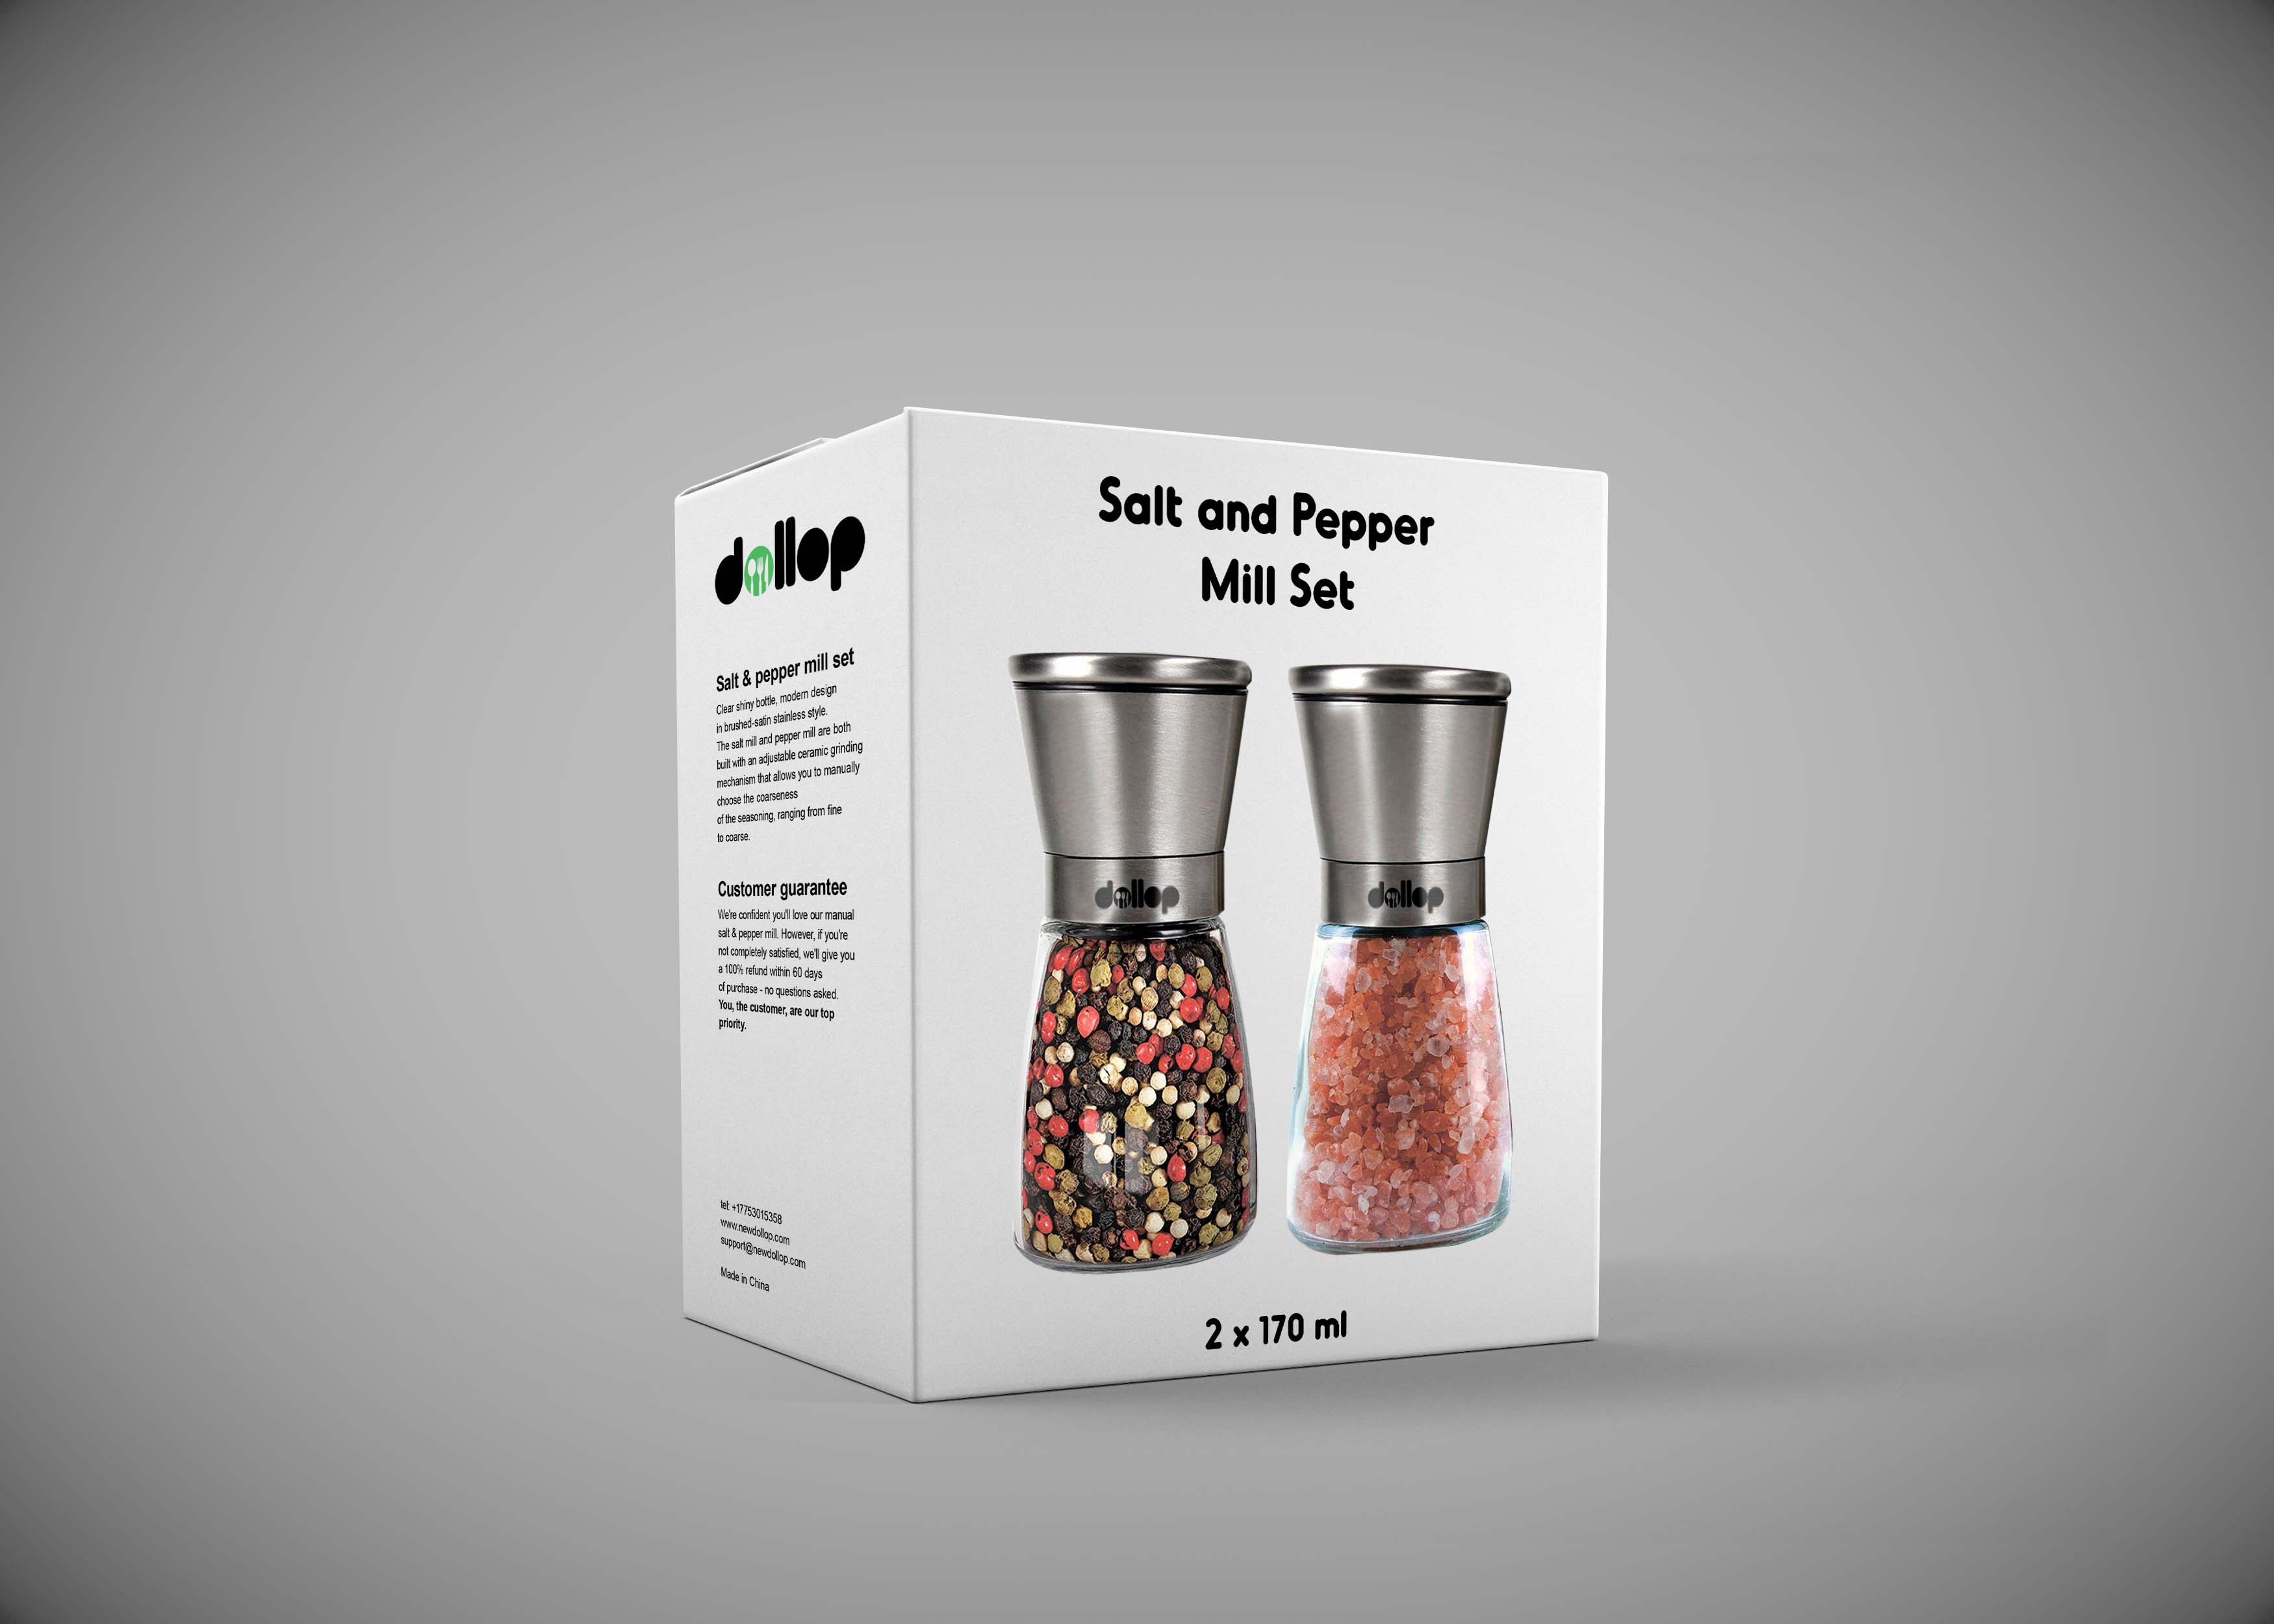 dollop
Salt & pepper mill set
Clear shiny bottle, modern design
in brushed-satin stainless style.
The salt mill and pepper mill are both
built with an adjustable ceramic grinding
mechanism that allows you to manually
choose the coarseness
of the seasoning, ranging from fine
to coarse.
Customer guarantee
We're confident you'll love our manual
salt & pepper mill. However, if you're
not completely satisfied, we'll give you
a 100% refund within 60 days
of purchase - no questions asked.
You, the customer, are our top
priority.
tel: +17753015358
www.newdollop.com
support@newdollop.com
Made in China
Salt and Pepper
Mill Set
dollop
dollop
2 x 170 ml